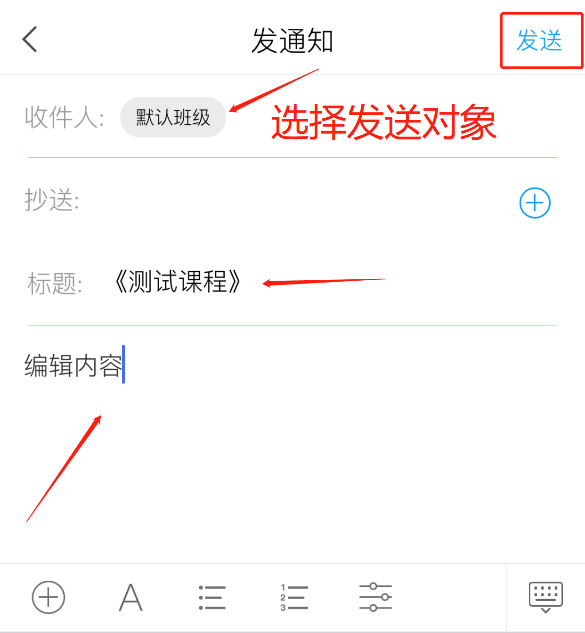 发通知
发送
收件人: 默认班级
选择发送对象
抄送:
标题: 《测试课程》
编辑内容